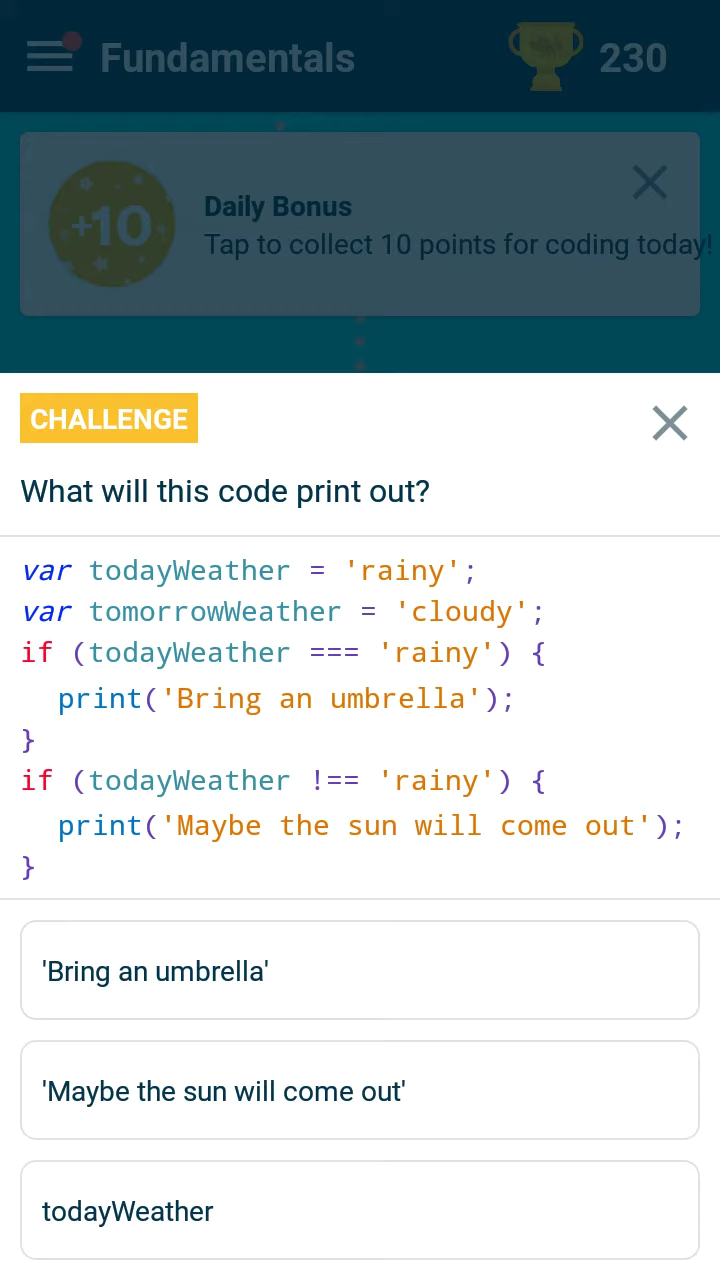 Fundamentals
230
+10
Daily Bonus
Tap to collect 10 points for coding today!
CHALLENGE
What will this code print out?
var todayWeather = 'rainy';
var tomorrowWeather = 'cloudy';
if (todayWeather === 'rainy') {
  print('Bring an umbrella');
}
if (todayWeather !== 'rainy') {
  print('Maybe the sun will come out');
}
'Bring an umbrella'
'Maybe the sun will come out'
todayWeather